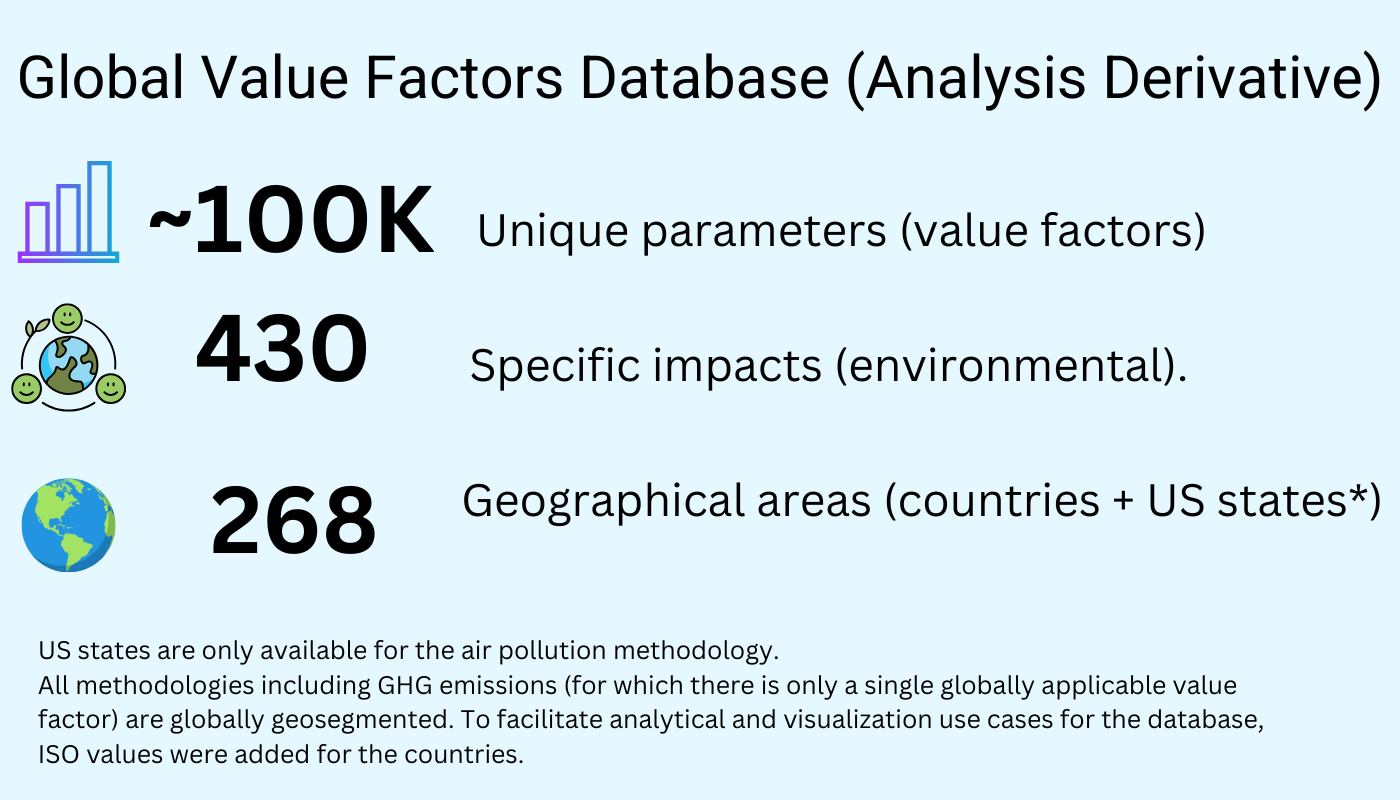 Global Value Factors Database (Analysis Derivative)
~100K Unique parameters (value factors)
430 Specific impacts (environmental).
268 Geographical areas (countries + US states*)
US states are only available for the air pollution methodology.
All methodologies including GHG emissions (for which there is only a single globally applicable value
factor) are globally geosegmented. To facilitate analytical and visualization use cases for the database,
ISO values were added for the countries.